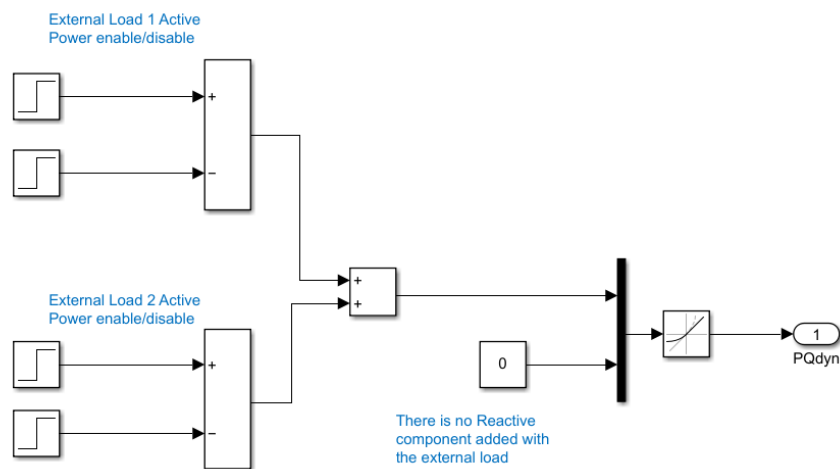 External Load 1 Active
Power enable/disable
+
−
External Load 2 Active
Power enable/disable
+
−
+
+
0
There is no Reactive
component added with
the external load
1
PQdyn